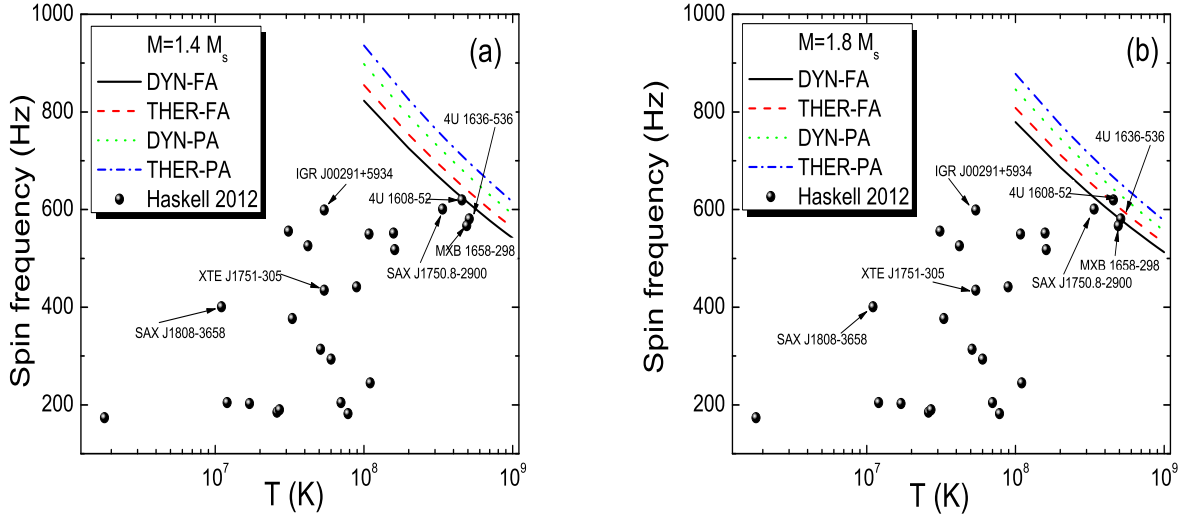 1000
800
600
400
200
Spin frequency (Hz)
M=1.4 Ms
DYN-FA
THER-FA
DYN-PA
THER-PA
Haskell 2012
(a)
4U 1636-536
IGR J00291+5934
4U 1608-52
MXB 1658-298
SAX J1750.8-2900
XTE J1751-305
SAX J1808-3658
10^7
10^8
10^9
T (K)
1000
800
600
400
200
Spin frequency (Hz)
M=1.8 Ms
DYN-FA
THER-FA
DYN-PA
THER-PA
Haskell 2012
(b)
4U 1636-536
IGR J00291+5934
4U 1608-52
MXB 1658-298
SAX J1750.8-2900
XTE J1751-305
SAX J1808-3658
10^7
10^8
10^9
T (K)